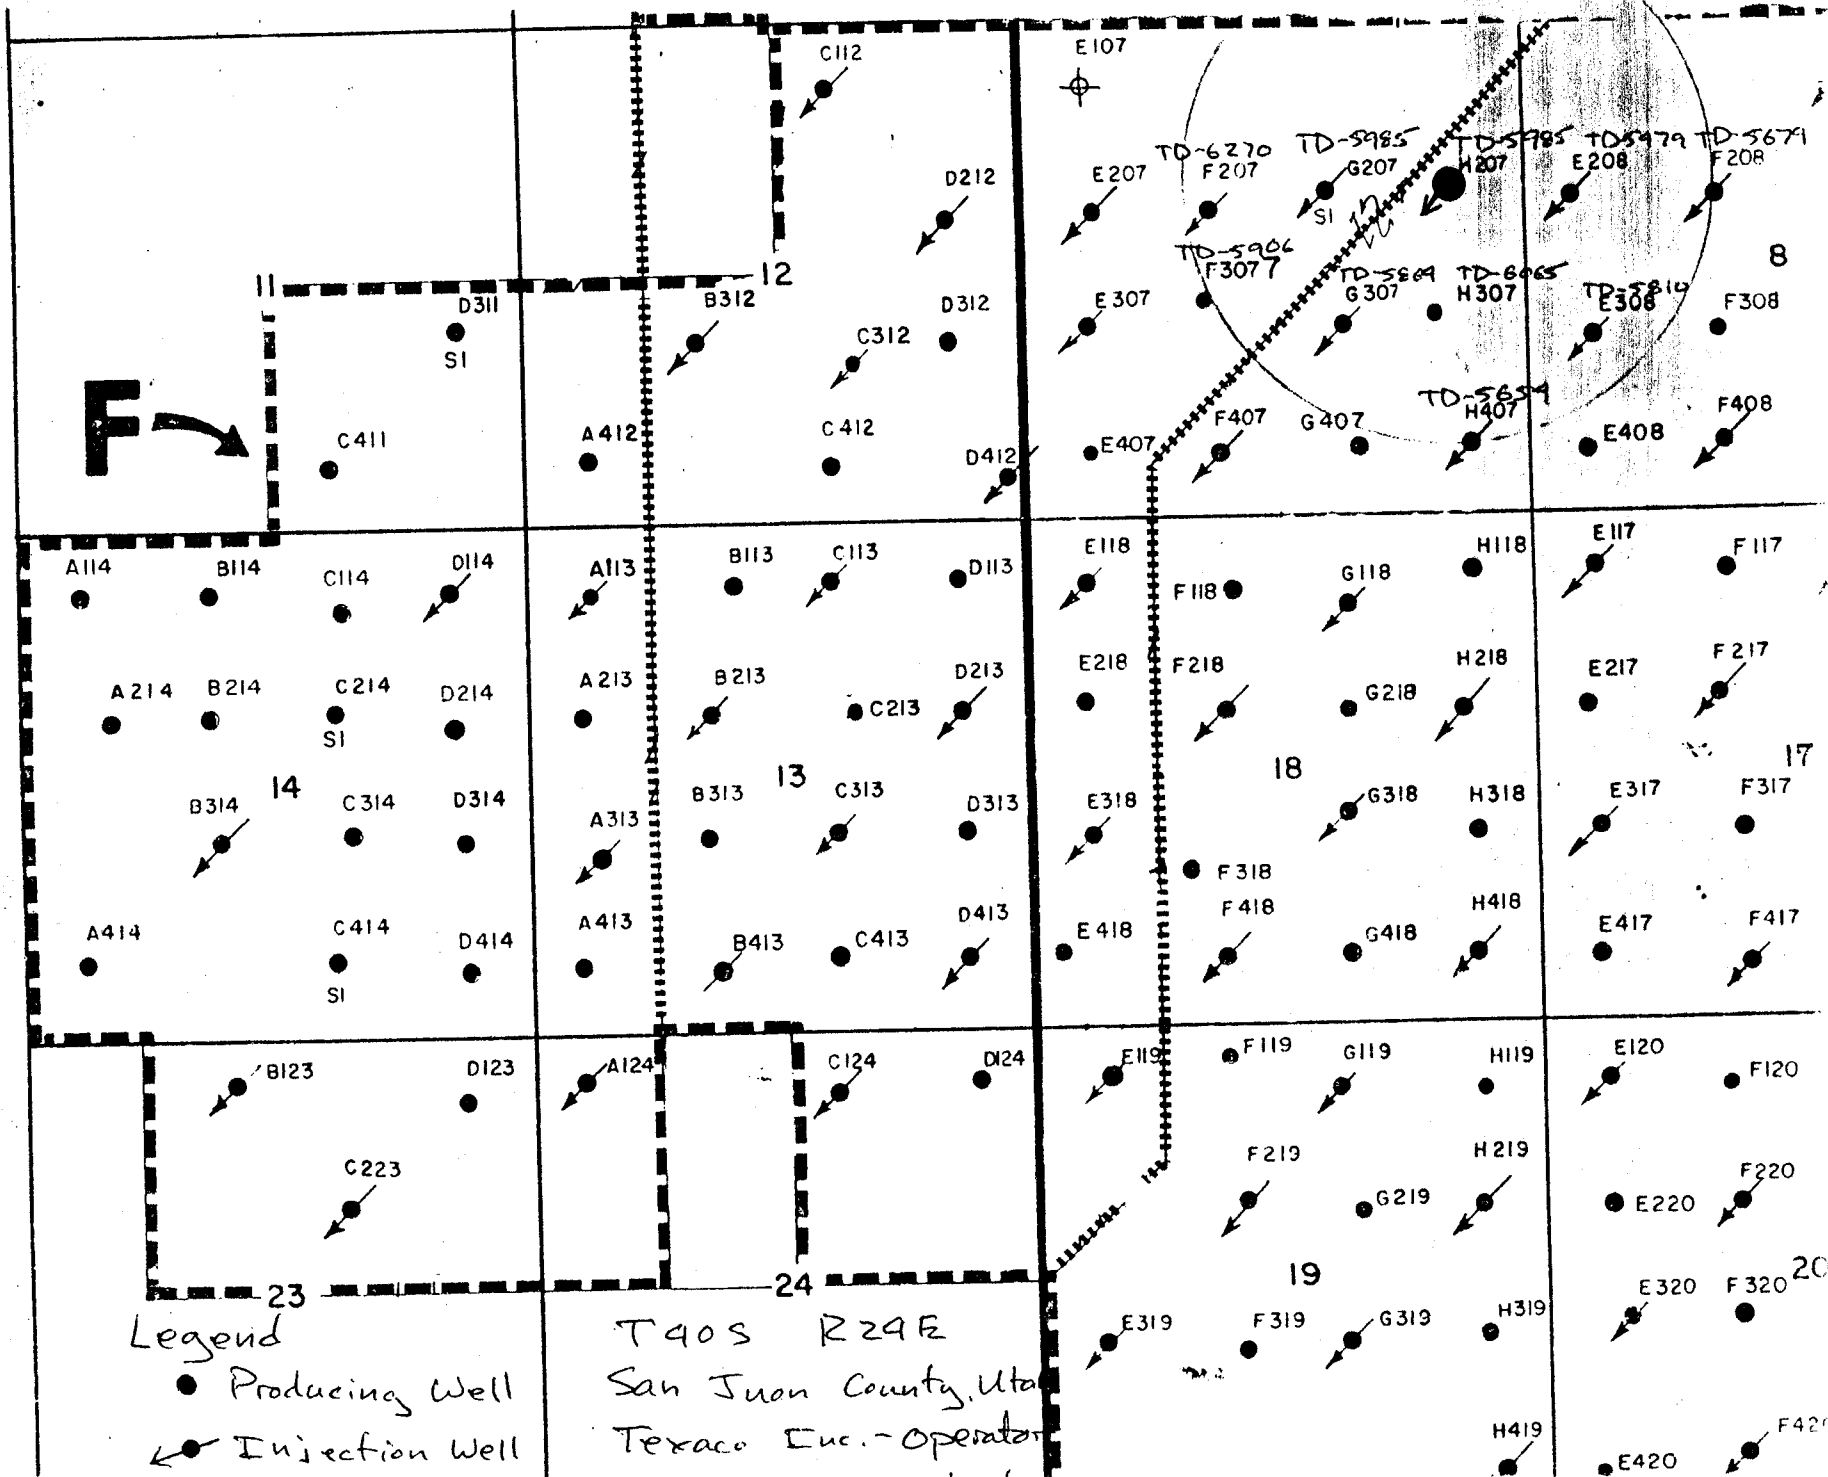 E107
C112
TD-6270 TD-5985 TD-5985 TD5979 TD-5679
D212 E207 F207 G207 H207 E208 F208
SI
12
TD-5906
F307 7
8
11 12
TD-5869 TD-6065 TD-5810
D311 B312 C312 D312 E307 G307 H307 E308 F308
SI
TD-5654
F
C411 A412 C412 D412 E407 F407 G407 H407 E408 F408
A114 B114 C114 D114 A113 B113 C113 D113 E118 F118 G118 H118 E117 F117
A214 B214 C214 D214 A213 B213 C213 D213 E218 F218 G218 H218 E217 F217
SI
14 13 18 17
B314 C314 D314 A313 B313 C313 D313 E318 F318 G318 H318 E317 F317
A414 C414 D414 A413 B413 C413 D413 E418 F418 G418 H418 E417 F417
SI
B123 D123 A124 C124 D124 E119 F119 G119 H119 E120 F120
C223 F219 G219 H219 E220 F220
23 24 19 20
E319 F319 G319 H319 E320 F320
H419 E420
Legend
Producing Well
Injection Well
T40S R24E
San Juan County, Uta
Texaco Inc.-Operator